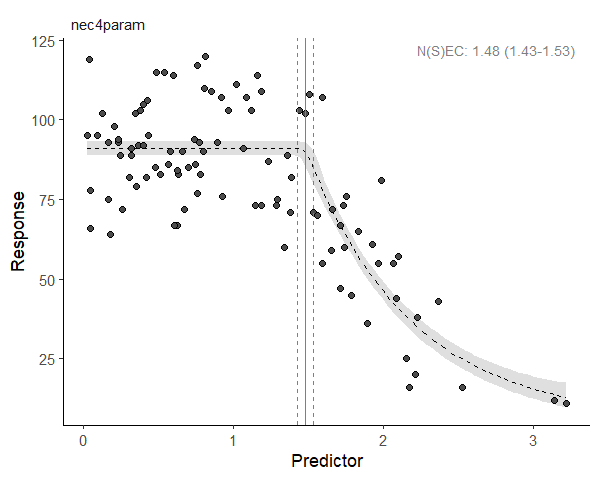 nec4param
N(S)EC: 1.48 (1.43-1.53)
125
100
75
50
25
Response
0 1 2 3
Predictor